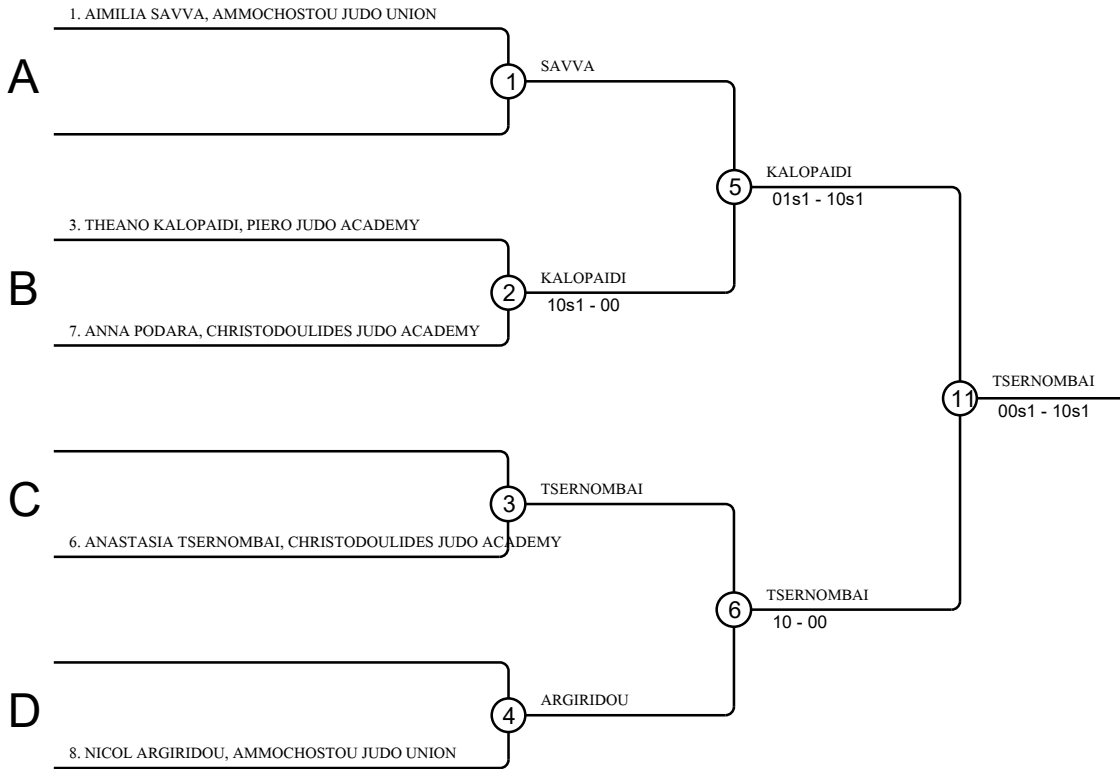 1. AIMILIA SAVVA, AMMOCHOSTOU JUDO UNION
A
1
SAVVA
5
KALOPAIDI
01s1 - 10s1
3. THEANO KALOPAIDI, PIERO JUDO ACADEMY
B
2
KALOPAIDI
10s1 - 00
7. ANNA PODARA, CHRISTODOULIDES JUDO ACADEMY
11
TSERNOMBAI
00s1 - 10s1
C
3
TSERNOMBAI
6. ANASTASIA TSERNOMBAI, CHRISTODOULIDES JUDO ACADEMY
6
TSERNOMBAI
10 - 00
D
4
ARGIRIDOU
8. NICOL ARGIRIDOU, AMMOCHOSTOU JUDO UNION